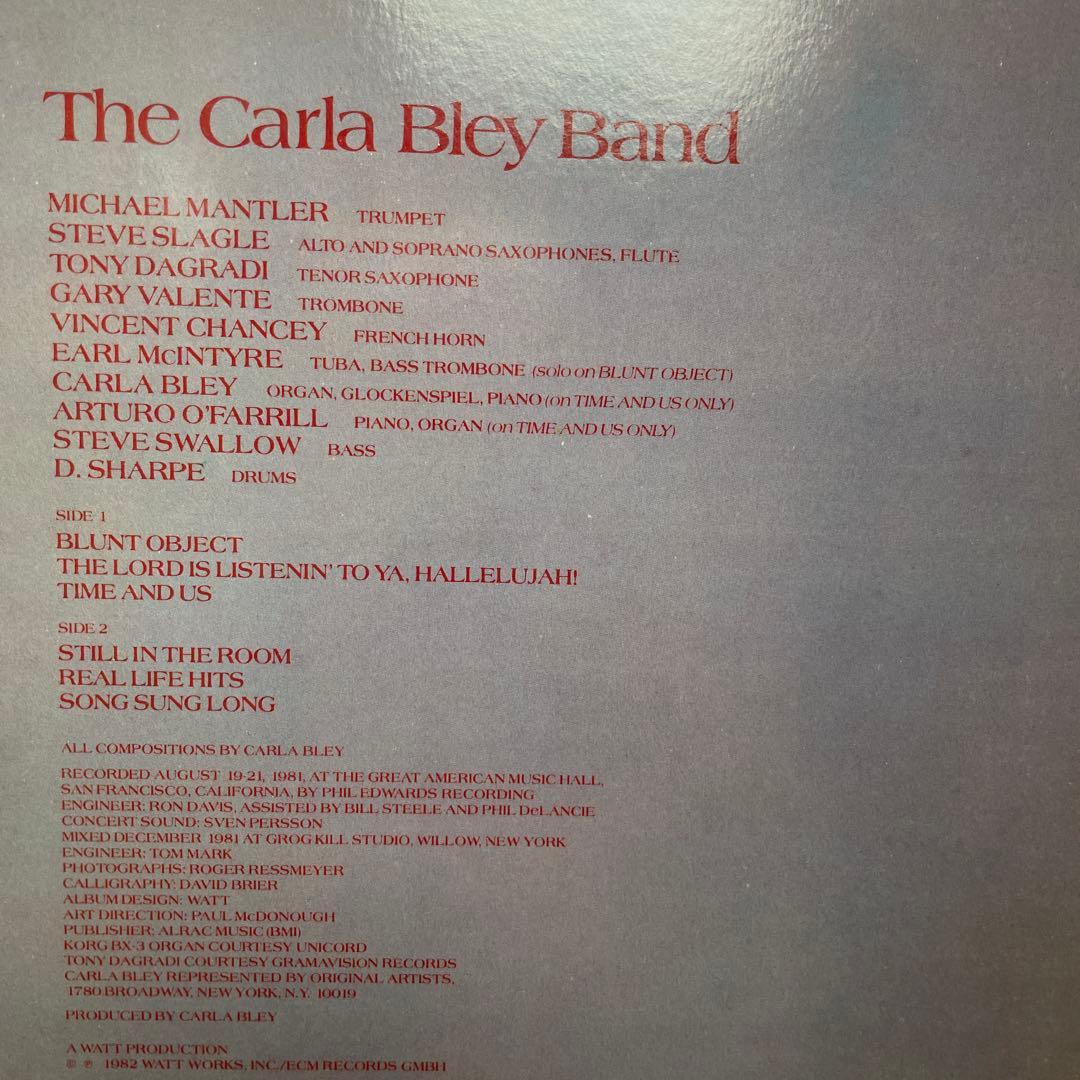 The Carla Bley Band
MICHAEL MANTLER TRUMPET
STEVE SLAGLE ALTO AND SOPRANO SAXOPHONES, FLUTE
TONY DAGRADI TENOR SAXOPHONE
GARY VALENTE TROMBONE
VINCENT CHANCEY FRENCH HORN
EARL McINTYRE TUBA, BASS TROMBONE (solo on BLUNT OBJECT)
CARLA BLEY ORGAN, GLOCKENSPIEL, PIANO (on TIME AND US ONLY)
ARTURO O'FARRILL PIANO, ORGAN (on TIME AND US ONLY)
STEVE SWALLOW BASS
D. SHARPE DRUMS
SIDE 1
BLUNT OBJECT
THE LORD IS LISTENIN' TO YA, HALLELUJAH!
TIME AND US
SIDE 2
STILL IN THE ROOM
REAL LIFE HITS
SONG SUNG LONG
ALL COMPOSITIONS BY CARLA BLEY
RECORDED AUGUST 19-21, 1981, AT THE GREAT AMERICAN MUSIC HALL,
SAN FRANCISCO, CALIFORNIA, BY PHIL EDWARDS RECORDING
ENGINEER: RON DAVIS, ASSISTED BY BILL STEELE AND PHIL DeLANCIE
CONCERT SOUND: SVEN PERSSON
MIXED DECEMBER 1981 AT GROG KILL STUDIO, WILLOW, NEW YORK
ENGINEER: TOM MARK
PHOTOGRAPHS: ROGER RESSMEYER
CALLIGRAPHY: DAVID BRIER
ALBUM DESIGN: WATT
ART DIRECTION: PAUL McDONOUGH
PUBLISHER: ALRAC MUSIC (BMI)
KORG BX-3 ORGAN COURTESY UNICORD
TONY DAGRADI COURTESY GRAMAVISION RECORDS
CARLA BLEY REPRESENTED BY ORIGINAL ARTISTS,
1780 BROADWAY, NEW YORK, N.Y. 10019
PRODUCED BY CARLA BLEY
A WATT PRODUCTION
© ℗ 1982 WATT WORKS, INC./ECM RECORDS GMBH